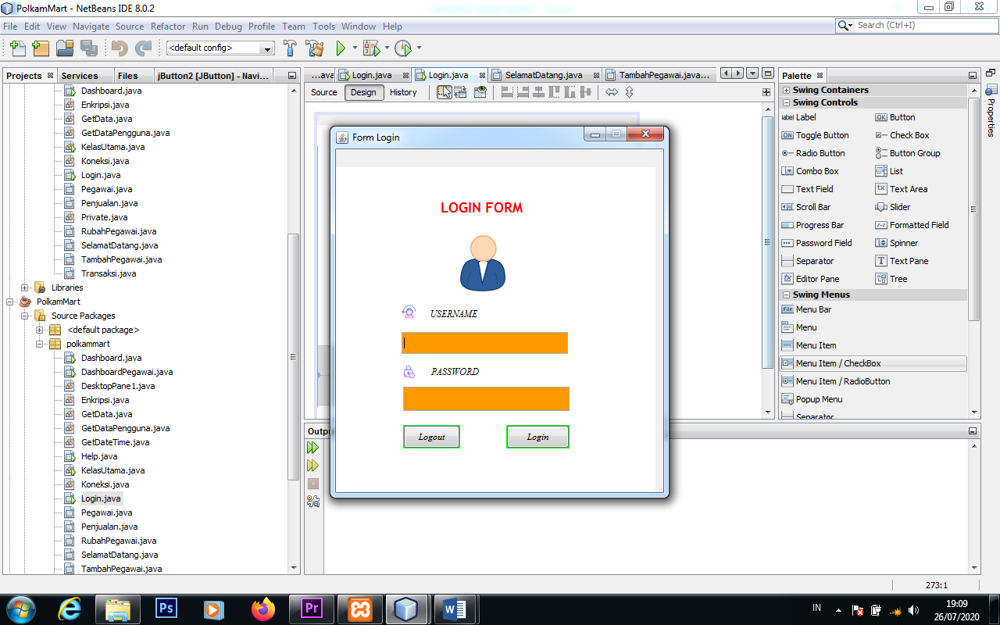 PolkamMart - NetBeans IDE 8.0.2
File Edit View Navigate Source Refactor Run Debug Profile Team Tools Window Help
Search (Ctrl+I)
<default config>
Projects Services Files jButton2 [JButton] - Navi...
...ava Login.java Login.java SelamatDatang.java TambahPegawai.java...
Source Design History
Dashboard.java
Enkripsi.java
GetData.java
GetDataPengguna.java
KelasUtama.java
Koneksi.java
Login.java
Pegawai.java
Penjualan.java
Private.java
RubahPegawai.java
SelamatDatang.java
TambahPegawai.java
Transaksi.java
Libraries
PolkamMart
Source Packages
<default package>
polkammart
Dashboard.java
DashboardPegawai.java
DesktopPane1.java
Enkripsi.java
GetData.java
GetDataPengguna.java
GetDateTime.java
Help.java
KelasUtama.java
Koneksi.java
Login.java
Pegawai.java
Penjualan.java
RubahPegawai.java
SelamatDatang.java
TambahPegawai.java
Form Login
LOGIN FORM
USERNAME
PASSWORD
Logout Login
Outp
Palette
Properties
Swing Containers
Swing Controls
label Label OK Button
ON Toggle Button Check Box
Radio Button Button Group
Combo Box List
Text Field Text Area
Scroll Bar Slider
Progress Bar Formatted Field
Password Field Spinner
Separator T Text Pane
Editor Pane Tree
Swing Menus
File Menu Bar
Menu
Menu Item
Menu Item / CheckBox
Menu Item / RadioButton
Popup Menu
Separator
273:1
Ps Pr W
IN
19:09
26/07/2020